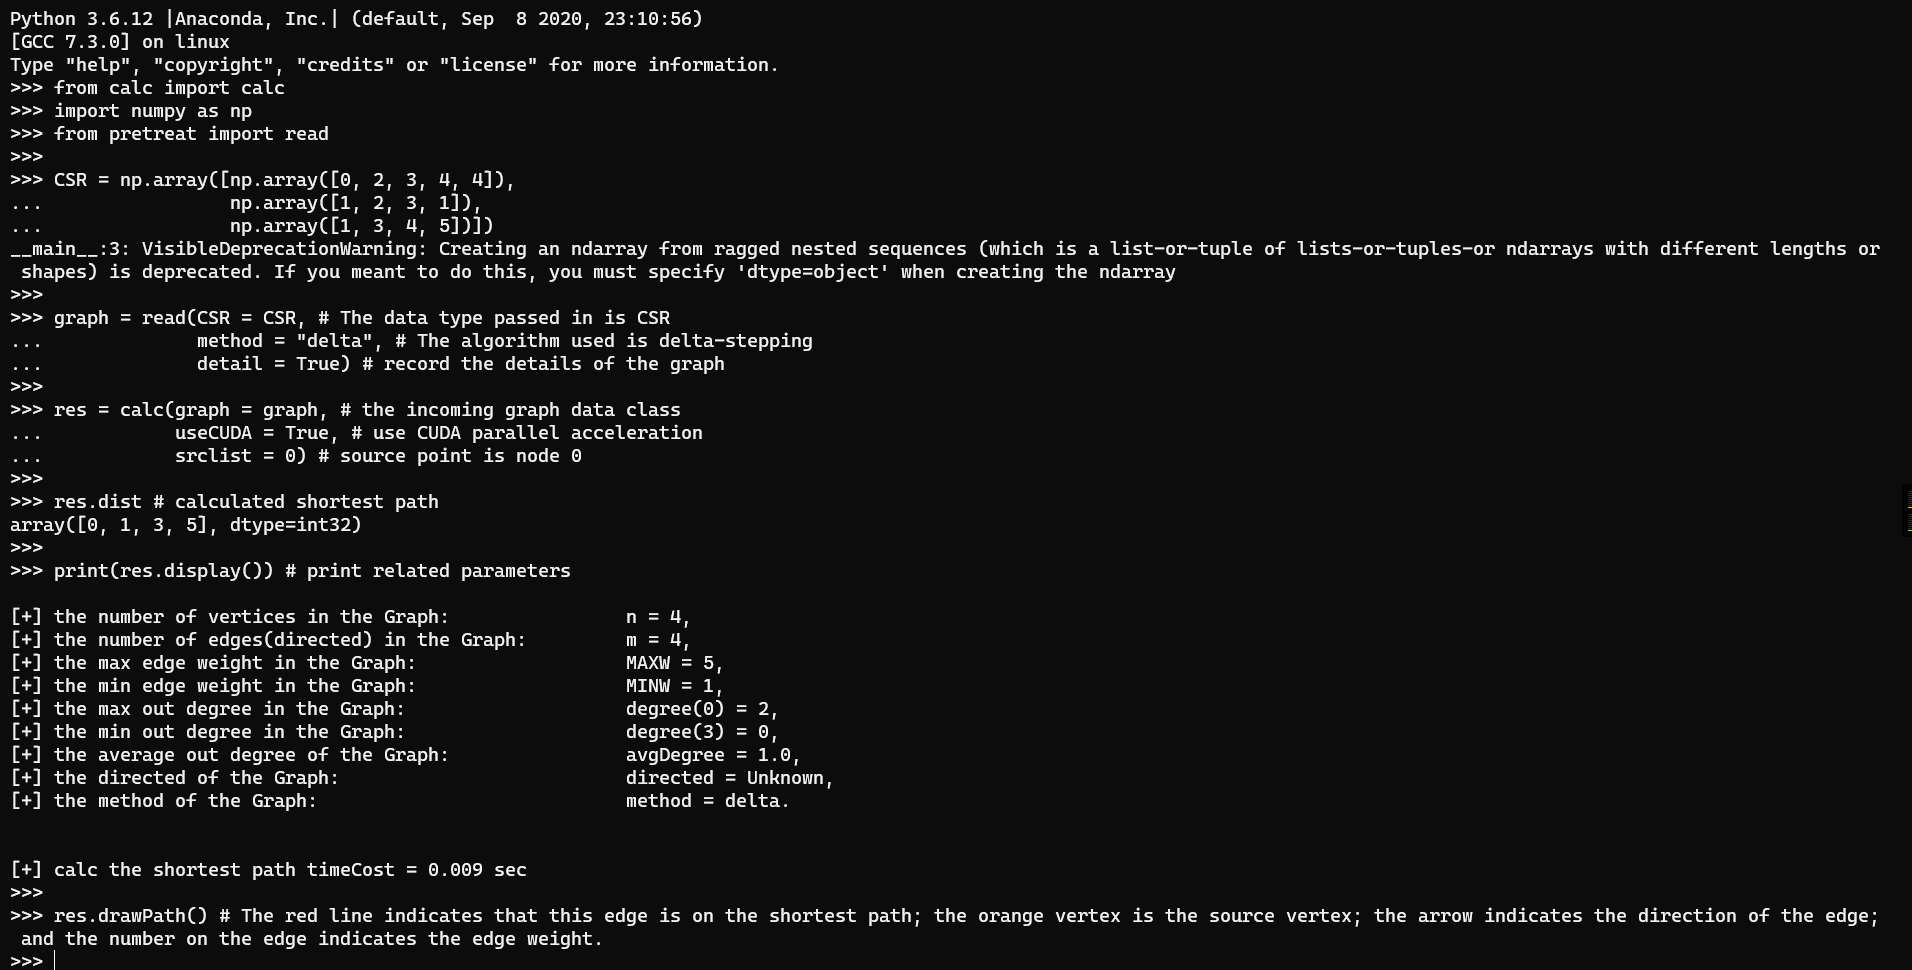 Python 3.6.12 |Anaconda, Inc.| (default, Sep  8 2020, 23:10:56)
[GCC 7.3.0] on linux
Type "help", "copyright", "credits" or "license" for more information.
>>> from calc import calc
>>> import numpy as np
>>> from pretreat import read
>>>
>>> CSR = np.array([np.array([0, 2, 3, 4, 4]),
...                 np.array([1, 2, 3, 1]),
...                 np.array([1, 3, 4, 5])])
__main__:3: VisibleDeprecationWarning: Creating an ndarray from ragged nested sequences (which is a list-or-tuple of lists-or-tuples-or ndarrays with different lengths or
 shapes) is deprecated. If you meant to do this, you must specify 'dtype=object' when creating the ndarray
>>>
>>> graph = read(CSR = CSR, # The data type passed in is CSR
...              method = "delta", # The algorithm used is delta-stepping
...              detail = True) # record the details of the graph
>>>
>>> res = calc(graph = graph, # the incoming graph data class
...            useCUDA = True, # use CUDA parallel acceleration
...            srclist = 0) # source point is node 0
>>>
>>> res.dist # calculated shortest path
array([0, 1, 3, 5], dtype=int32)
>>>
>>> print(res.display()) # print related parameters

[+] the number of vertices in the Graph:                n = 4,
[+] the number of edges(directed) in the Graph:         m = 4,
[+] the max edge weight in the Graph:                   MAXW = 5,
[+] the min edge weight in the Graph:                   MINW = 1,
[+] the max out degree in the Graph:                    degree(0) = 2,
[+] the min out degree in the Graph:                    degree(3) = 0,
[+] the average out degree of the Graph:                avgDegree = 1.0,
[+] the directed of the Graph:                          directed = Unknown,
[+] the method of the Graph:                            method = delta.


[+] calc the shortest path timeCost = 0.009 sec
>>>
>>> res.drawPath() # The red line indicates that this edge is on the shortest path; the orange vertex is the source vertex; the arrow indicates the direction of the edge;
 and the number on the edge indicates the edge weight.
>>>